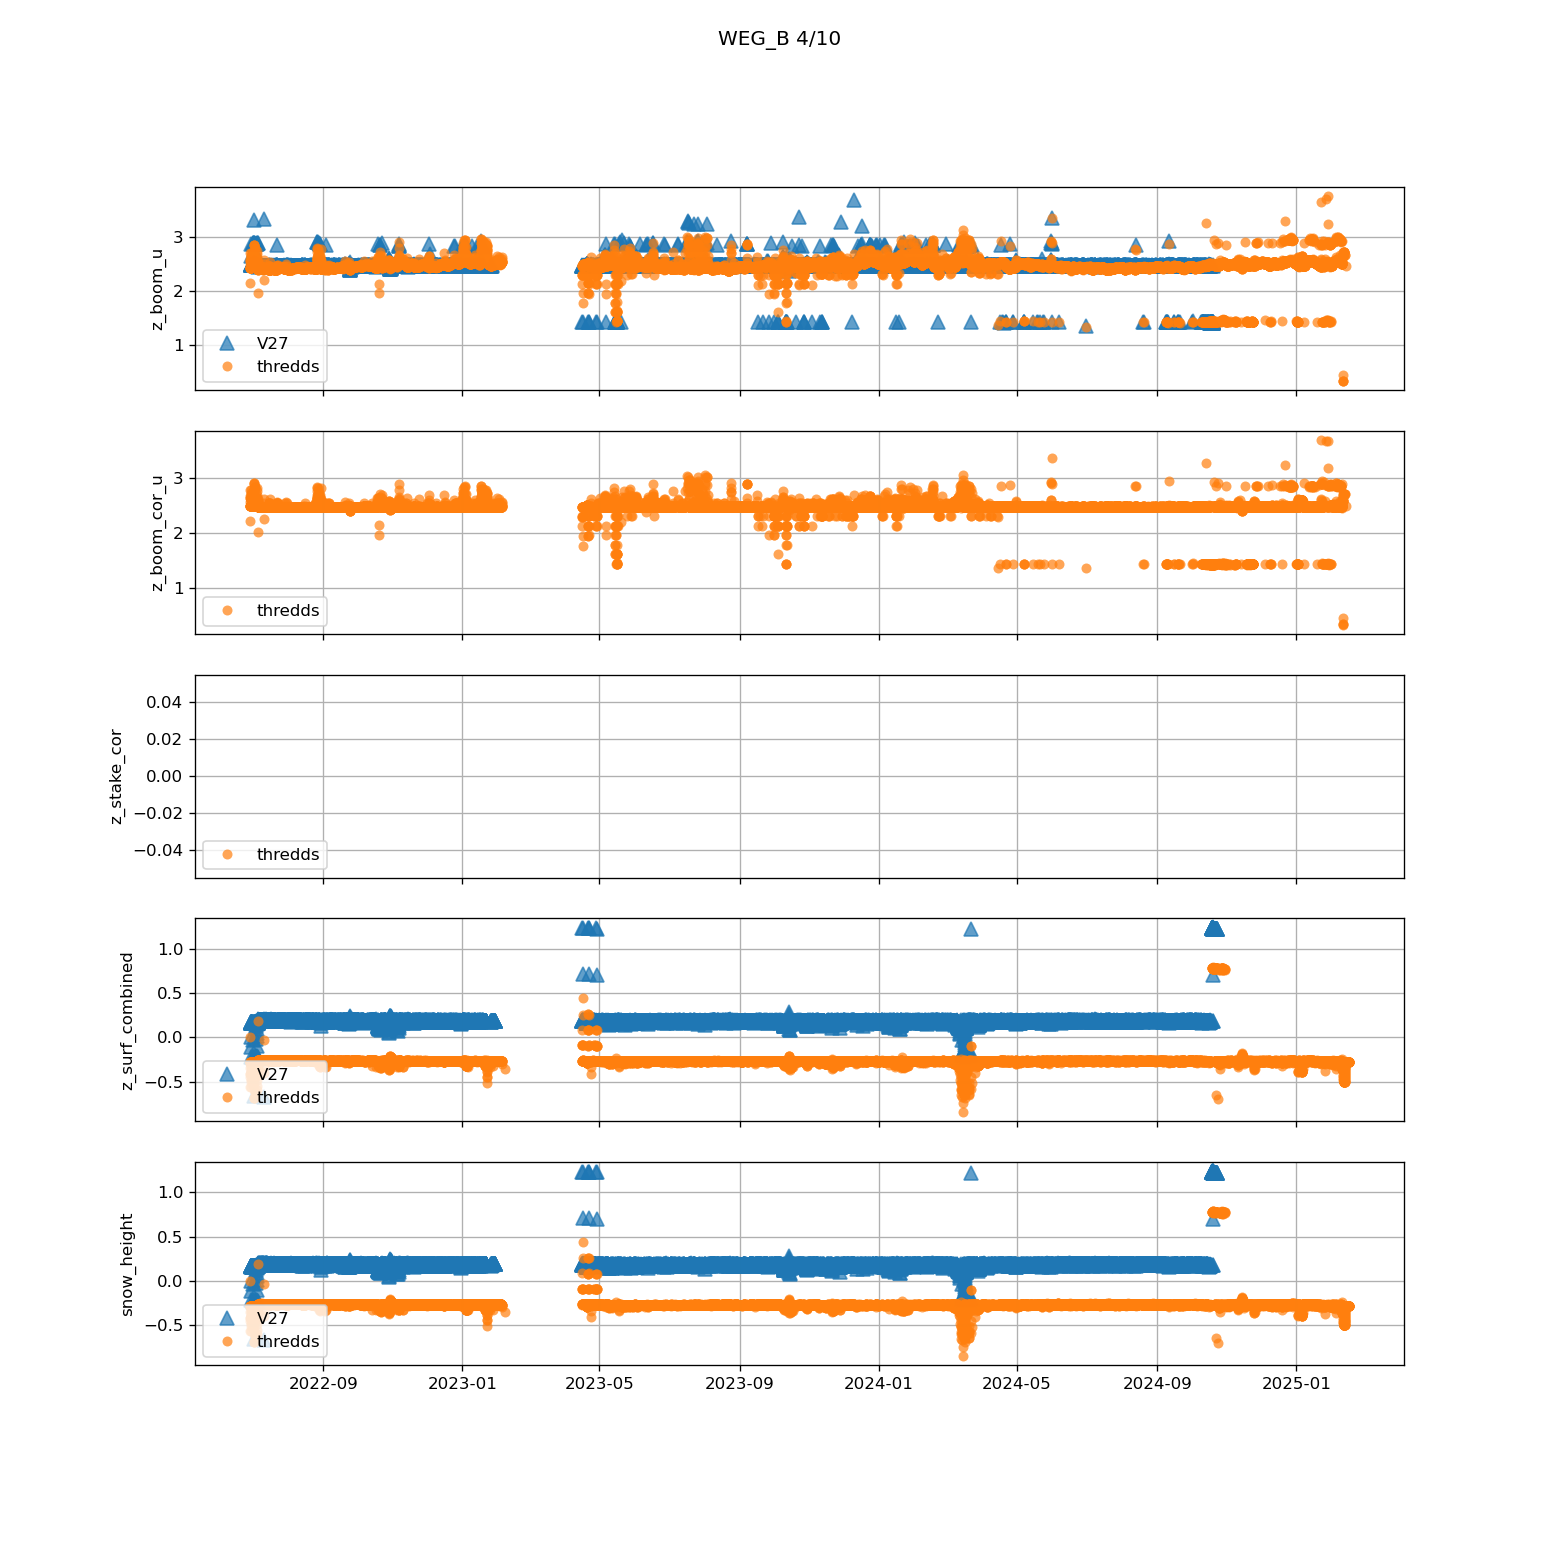 WEG_B 4/10
z_boom_u
3
2
1
V27
thredds
z_boom_cor_u
3
2
1
thredds
z_stake_cor
0.04
0.02
0.00
−0.02
−0.04
thredds
z_surf_combined
1.0
0.5
0.0
−0.5
V27
thredds
snow_height
1.0
0.5
0.0
−0.5
V27
thredds
2022-09 2023-01 2023-05 2023-09 2024-01 2024-05 2024-09 2025-01